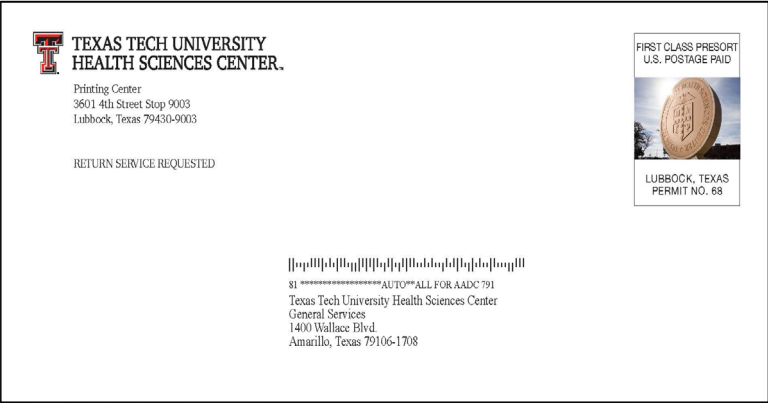 TEXAS TECH UNIVERSITY
HEALTH SCIENCES CENTER™
Printing Center
3601 4th Street Stop 9003
Lubbock, Texas 79430-9003
RETURN SERVICE REQUESTED
FIRST CLASS PRESORT
U.S. POSTAGE PAID
LUBBOCK, TEXAS
PERMIT NO. 68
81 ******************AUTO**ALL FOR AADC 791
Texas Tech University Health Sciences Center
General Services
1400 Wallace Blvd.
Amarillo, Texas 79106-1708